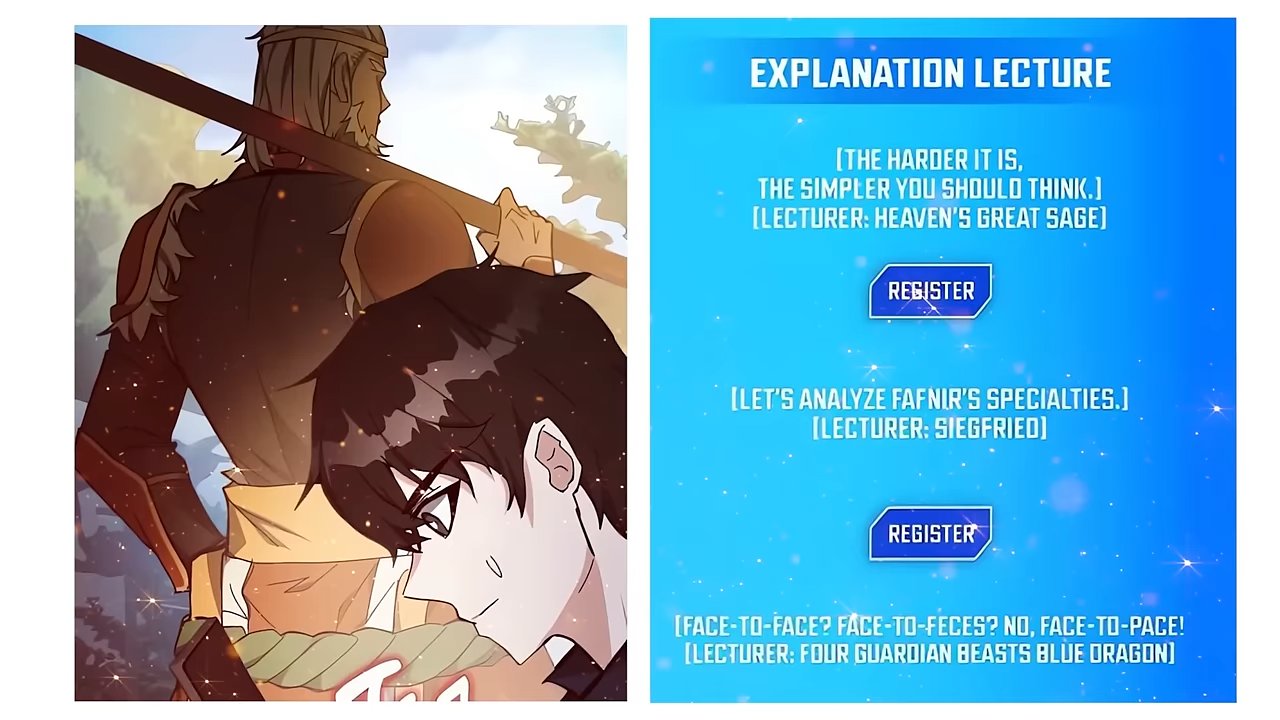 EXPLANATION LECTURE
[THE HARDER IT IS,
THE SIMPLER YOU SHOULD THINK.]
[LECTURER: HEAVEN'S GREAT SAGE]
REGISTER
[LET'S ANALYZE FAFNIR'S SPECIALTIES.]
[LECTURER: SIEGFRIED]
REGISTER
[FACE-TO-FACE? FACE-TO-FECES? NO, FACE-TO-PACE!
[LECTURER: FOUR GUARDIAN BEASTS BLUE DRAGON]